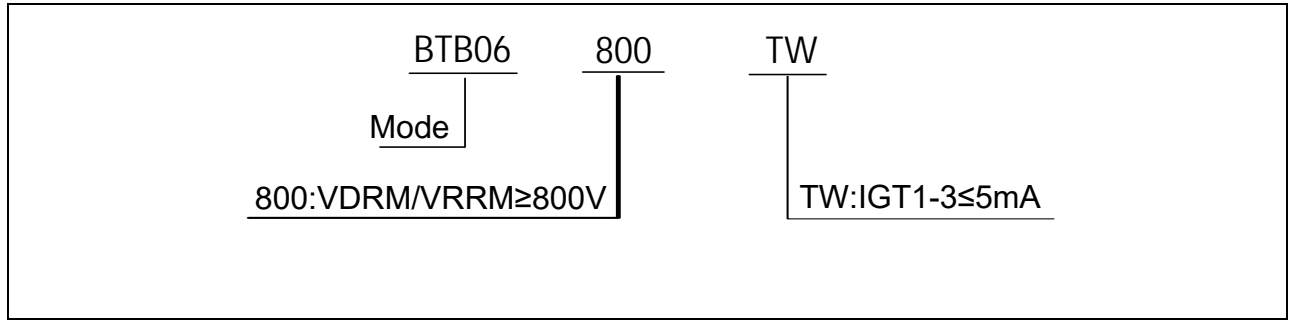 BTB06 800 TW
Mode
800:VDRM/VRRM≥800V TW:IGT1-3≤5mA